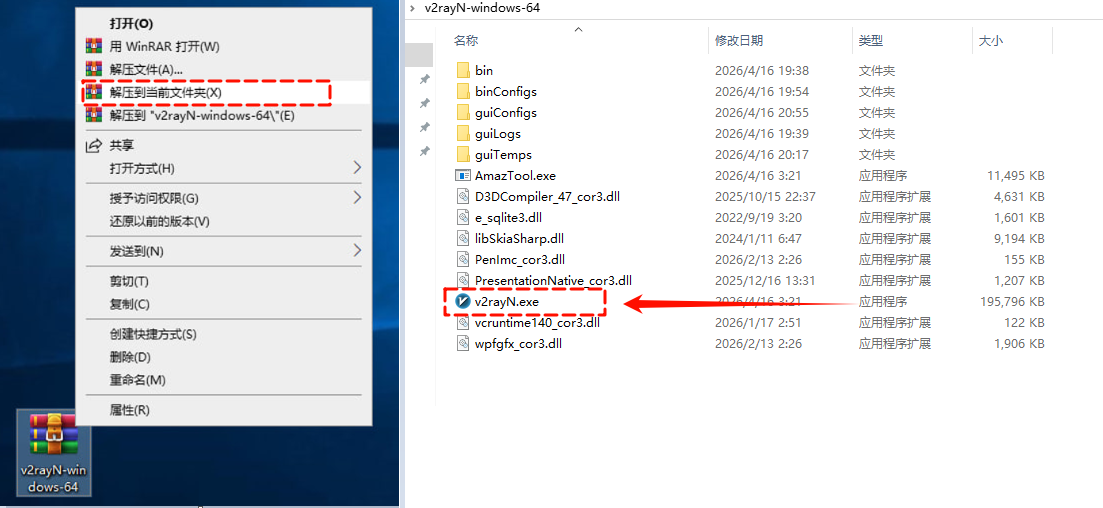 打开(O)
用 WinRAR 打开(W)
解压文件(A)...
解压到当前文件夹(X)
解压到 "v2rayN-windows-64\"(E)
共享
打开方式(H)
授予访问权限(G)
还原以前的版本(V)
发送到(N)
剪切(T)
复制(C)
创建快捷方式(S)
删除(D)
重命名(M)
属性(R)
v2rayN-win
dows-64
v2rayN-windows-64
名称 修改日期 类型 大小
bin 2026/4/16 19:38 文件夹
binConfigs 2026/4/16 19:54 文件夹
guiConfigs 2026/4/16 20:55 文件夹
guiLogs 2026/4/16 19:39 文件夹
guiTemps 2026/4/16 20:17 文件夹
AmazTool.exe 2026/4/16 3:21 应用程序 11,495 KB
D3DCompiler_47_cor3.dll 2025/10/15 22:37 应用程序扩展 4,631 KB
e_sqlite3.dll 2022/9/19 3:20 应用程序扩展 1,601 KB
libSkiaSharp.dll 2024/1/11 6:47 应用程序扩展 9,194 KB
PenImc_cor3.dll 2026/2/13 2:26 应用程序扩展 155 KB
PresentationNative_cor3.dll 2025/12/16 13:31 应用程序扩展 1,207 KB
v2rayN.exe 2026/4/16 3:21 应用程序 195,796 KB
vcruntime140_cor3.dll 2026/1/17 2:51 应用程序扩展 122 KB
wpfgfx_cor3.dll 2026/2/13 2:26 应用程序扩展 1,906 KB